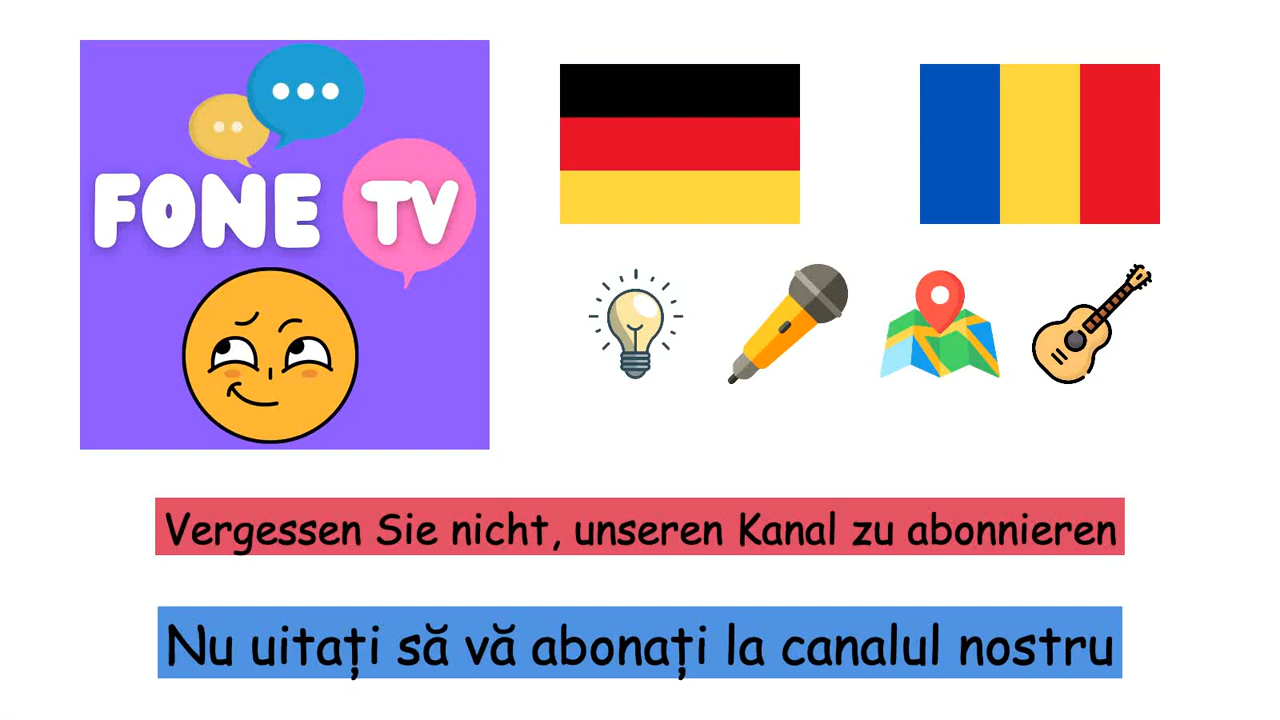 FONE TV
Vergessen Sie nicht, unseren Kanal zu abonnieren
Nu uitați să vă abonați la canalul nostru